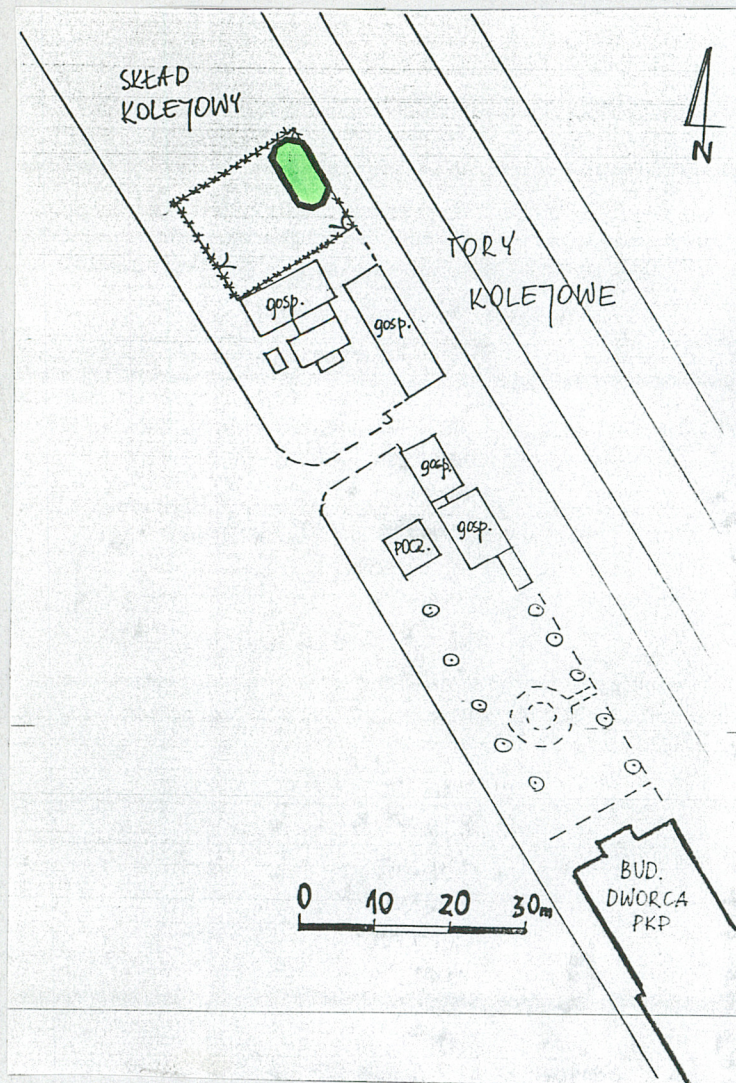 SKŁAD
KOLEJOWY
N
TORY
KOLEJOWE
gosp.
gosp.
gosp.
gosp.
POCZ.
0 10 20 30m
BUD.
DWORCA
PKP